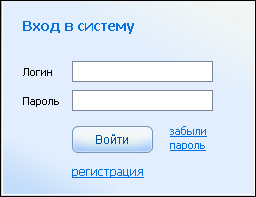 Вход в систему
Логин
Пароль
Войти
забыли
пароль
регистрация